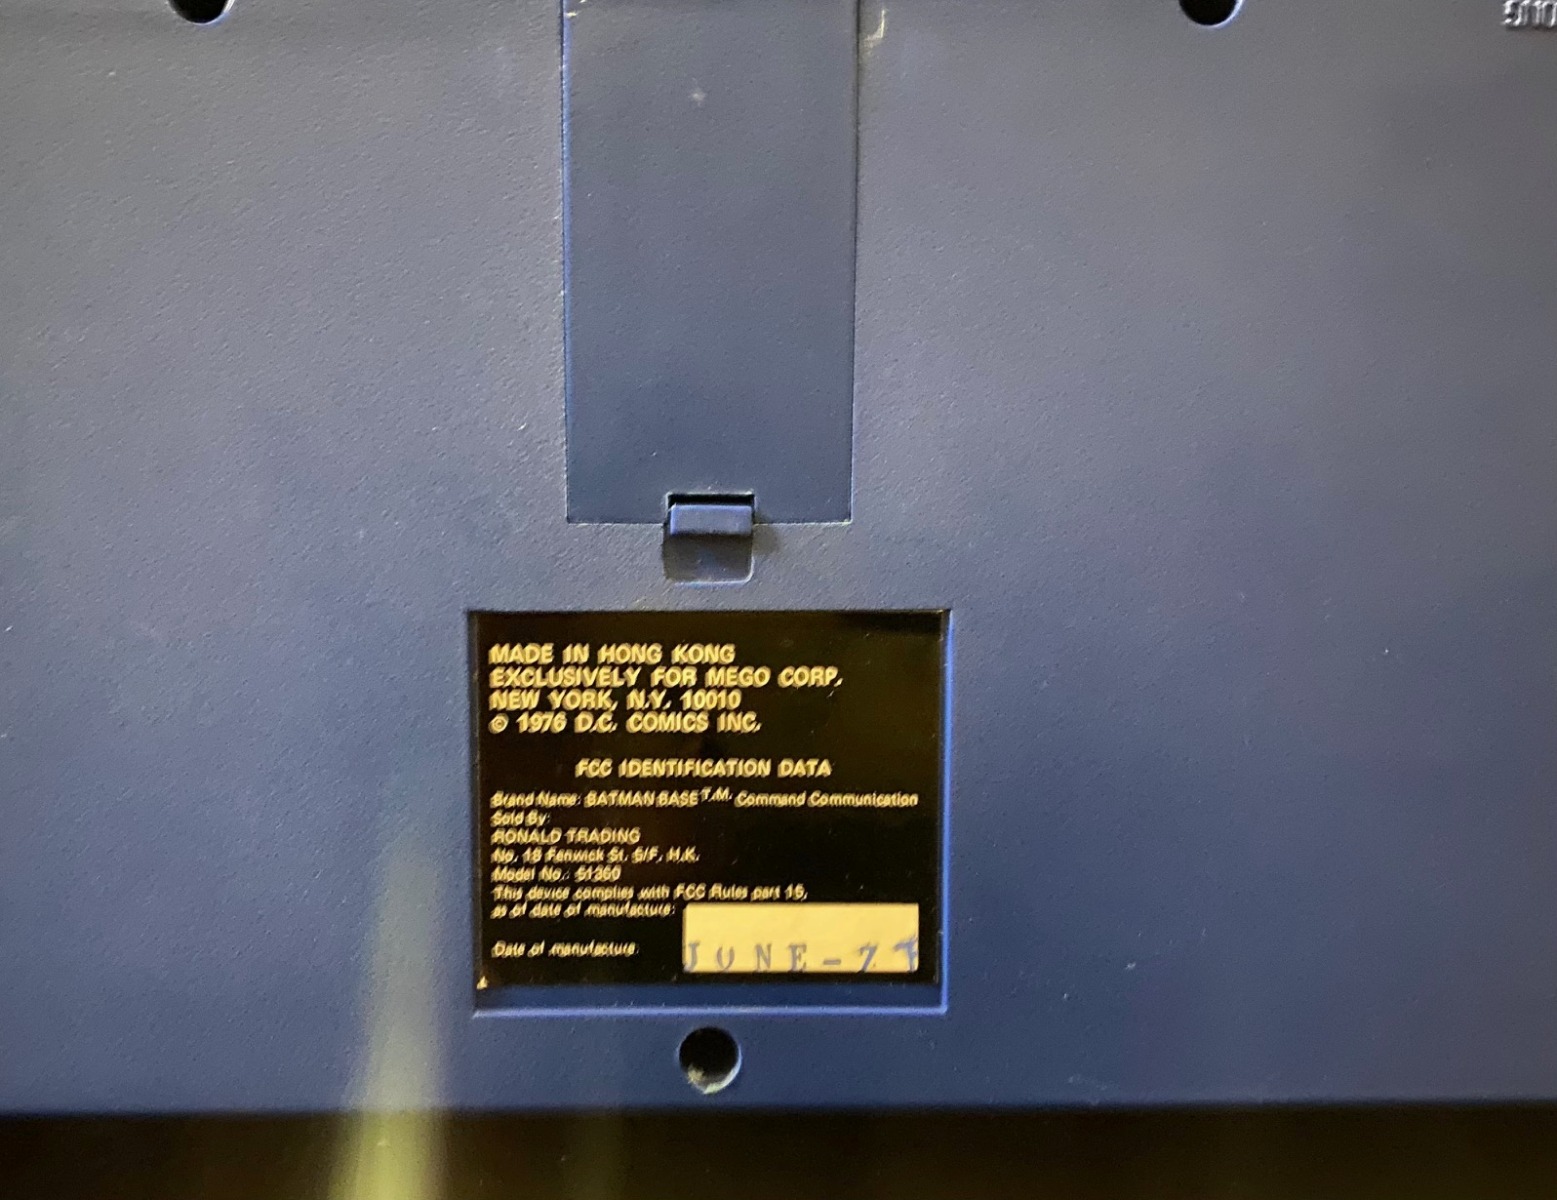 MADE IN HONG KONG
EXCLUSIVELY FOR MEGO CORP.
NEW YORK, N.Y. 10010
© 1976 D.C. COMICS INC.
FCC IDENTIFICATION DATA
Brand Name: BATMAN BASE T.M. Command Communication
Sold By:
RONALD TRADING
No. 18 Fenwick St. 5/F, H.K.
Model No.: 51360
This device complies with FCC Rules part 15,
as of date of manufacture:
Date of manufacture JUNE-77